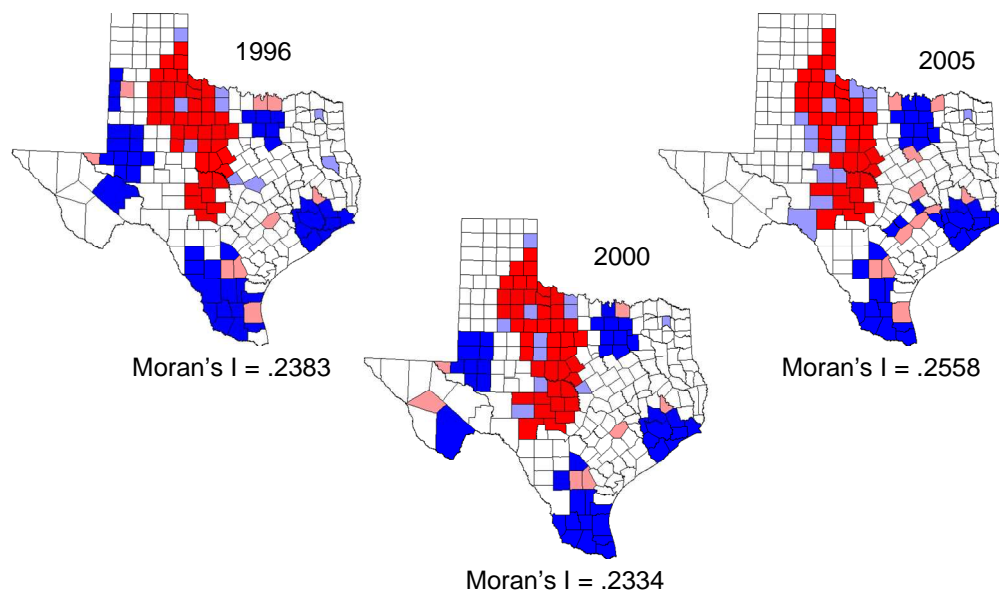 1996
2005
2000
Moran's I = .2383
Moran's I = .2558
Moran's I = .2334